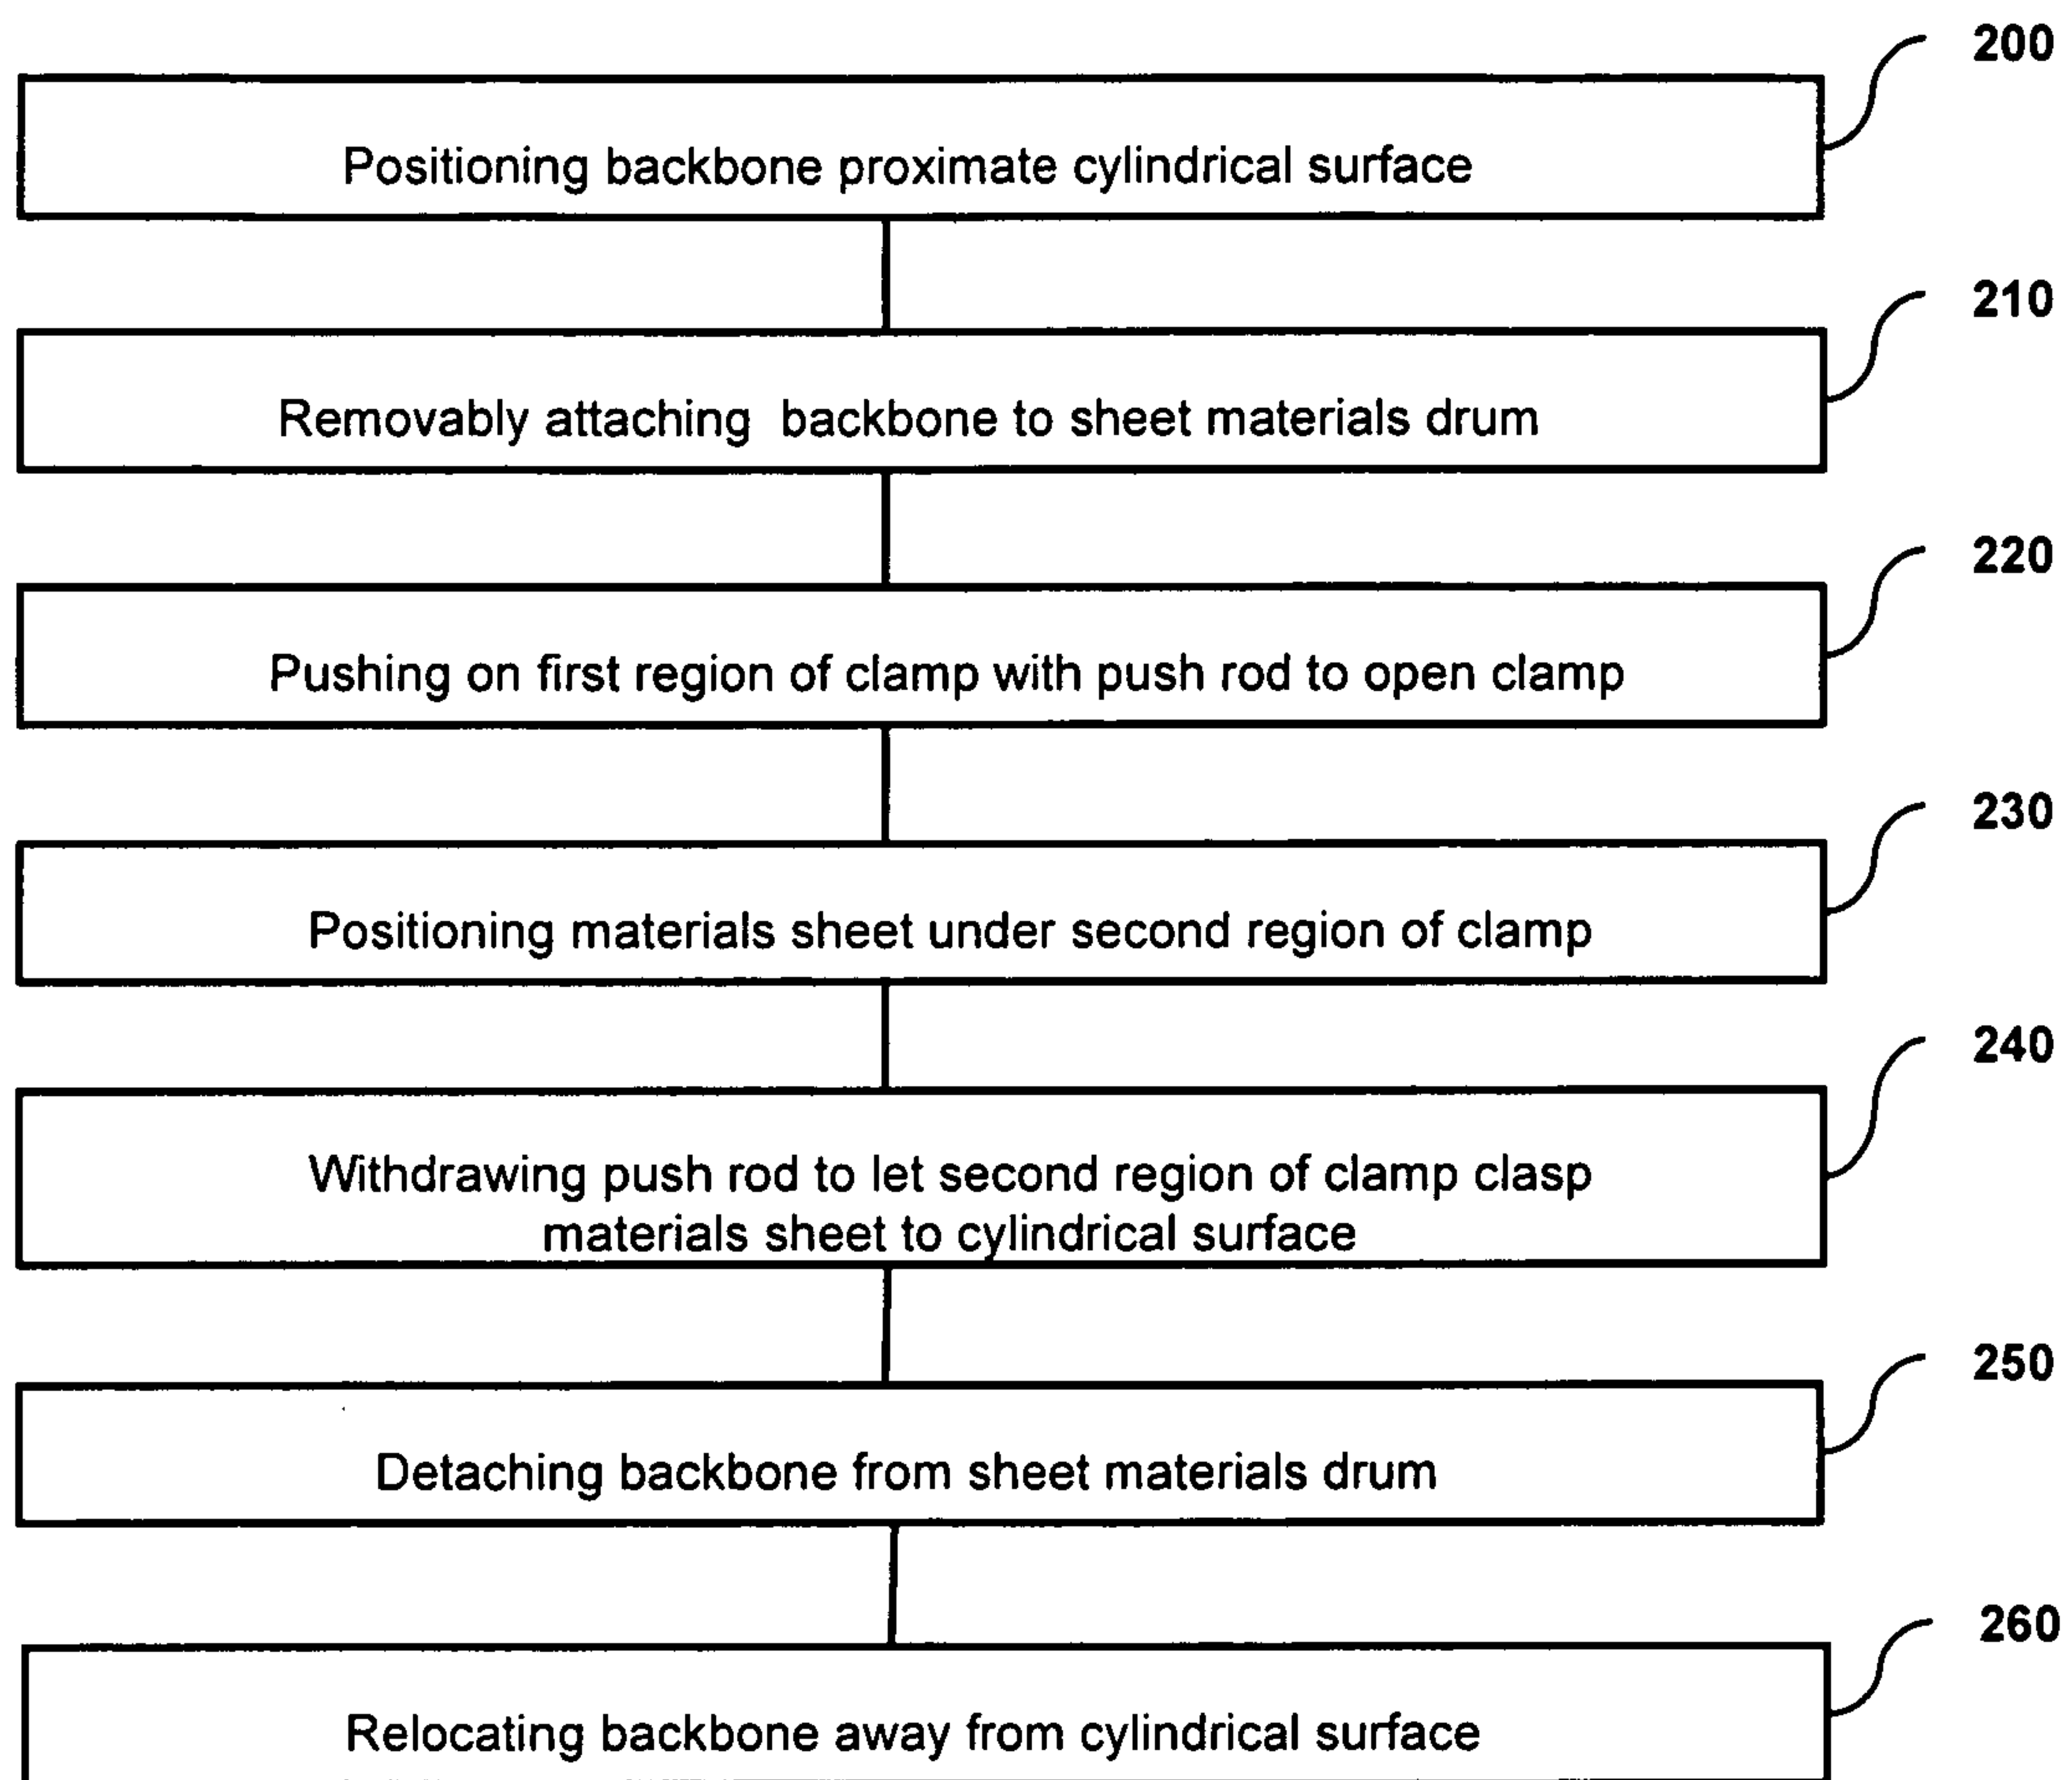 200
Positioning backbone proximate cylindrical surface
210
Removably attaching backbone to sheet materials drum
220
Pushing on first region of clamp with push rod to open clamp
230
Positioning materials sheet under second region of clamp
240
Withdrawing push rod to let second region of clamp clasp
materials sheet to cylindrical surface
250
Detaching backbone from sheet materials drum
260
Relocating backbone away from cylindrical surface